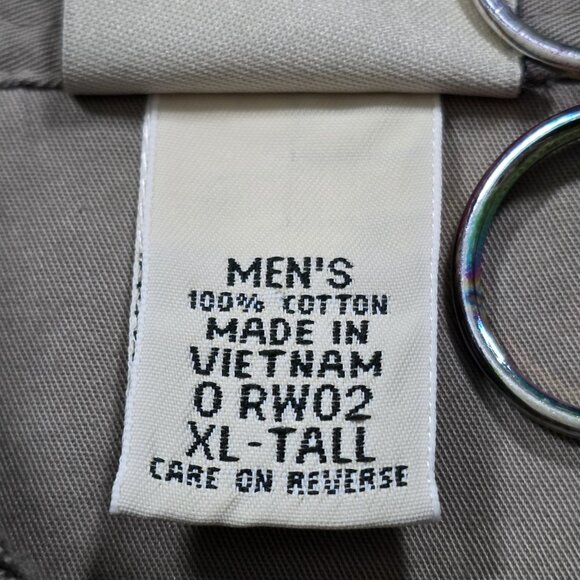 MEN'S
100% COTTON
MADE IN
VIETNAM
0 RW02
XL-TALL
CARE ON REVERSE